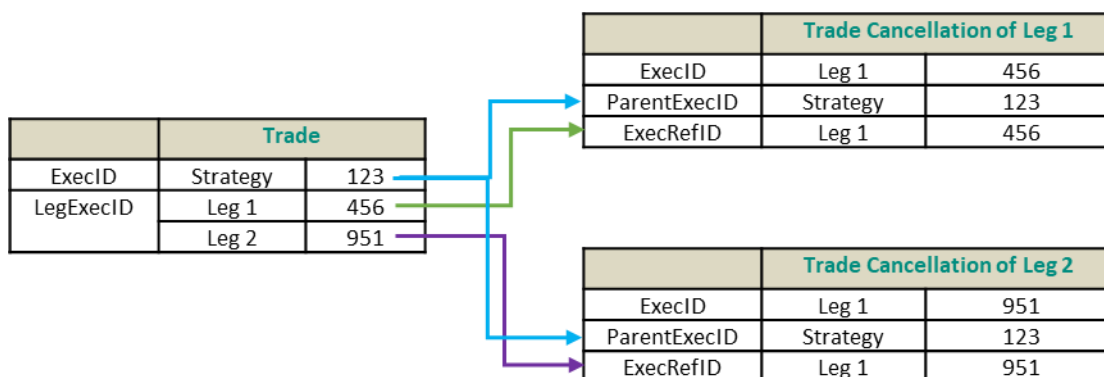 Trade Cancellation of Leg 1
ExecID Leg 1 456
ParentExecID Strategy 123
ExecRefID Leg 1 456
Trade
ExecID Strategy 123
LegExecID Leg 1 456
Leg 2 951
Trade Cancellation of Leg 2
ExecID Leg 1 951
ParentExecID Strategy 123
ExecRefID Leg 1 951